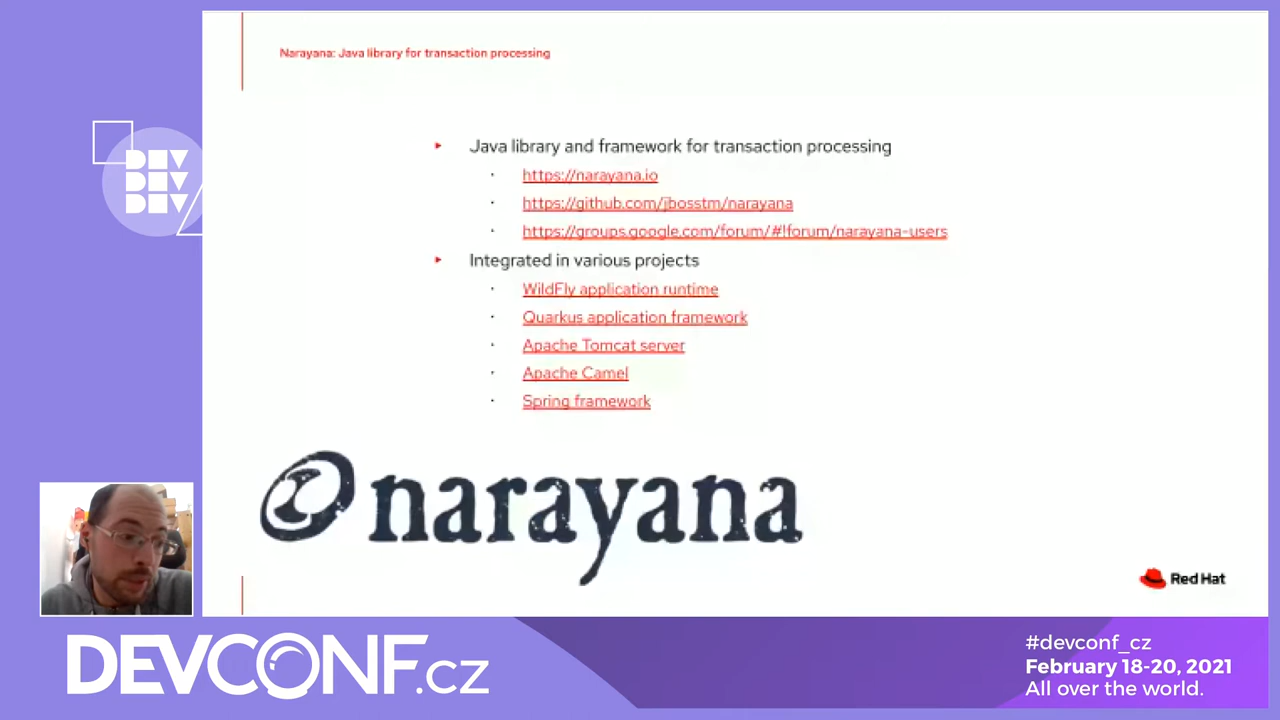 Narayana: Java library for transaction processing
Java library and framework for transaction processing
https://narayana.io
https://github.com/jbosstm/narayana
https://groups.google.com/forum/#!forum/narayana-users
Integrated in various projects
WildFly application runtime
Quarkus application framework
Apache Tomcat server
Apache Camel
Spring framework
narayana
Red Hat
DEV
DEV
DEV
DEVCONF.cz
#devconf_cz
February 18-20, 2021
All over the world.